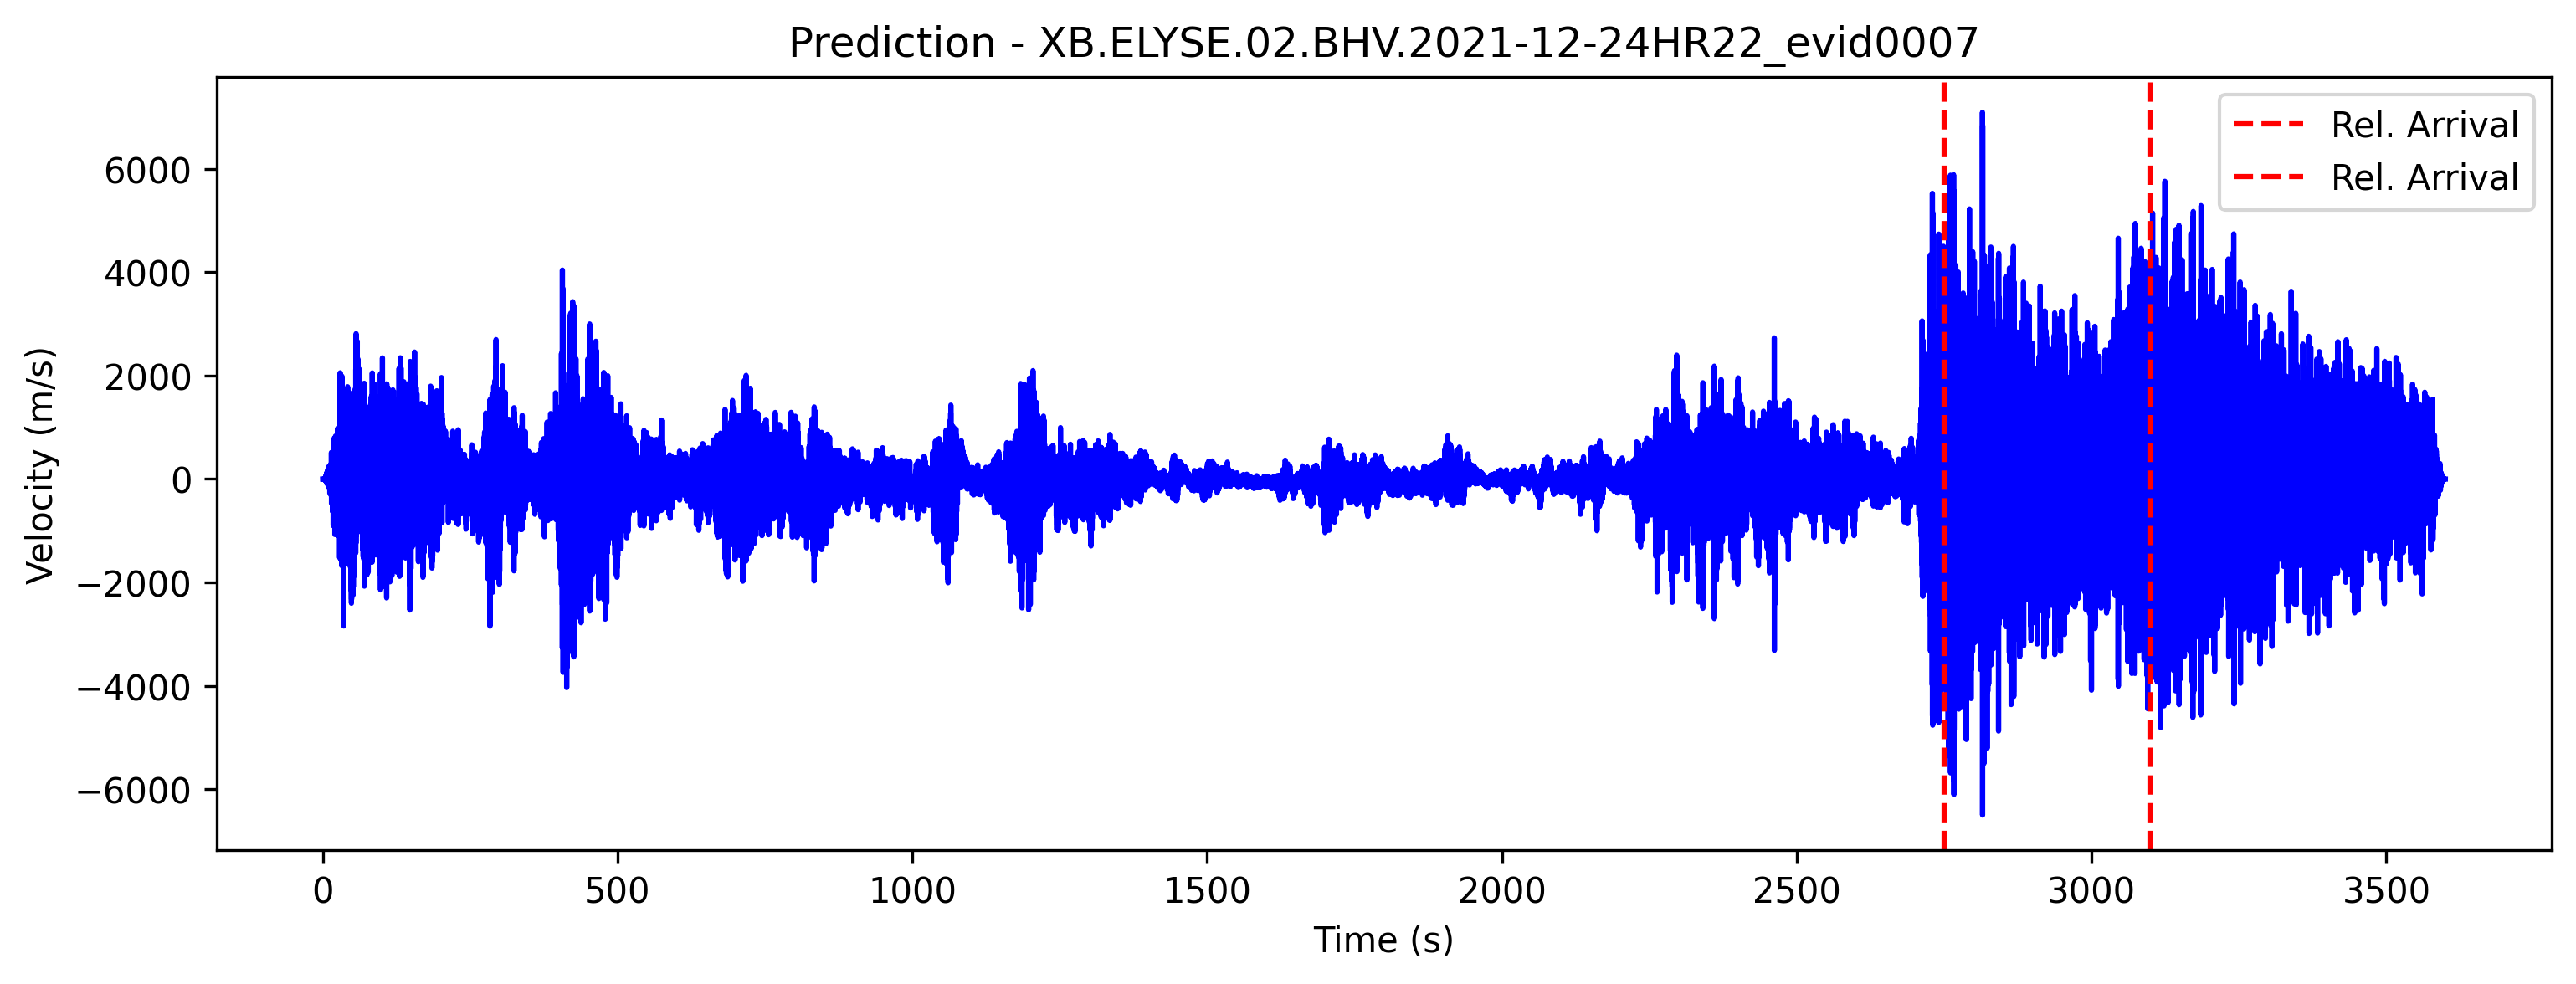 Prediction - XB.ELYSE.02.BHV.2021-12-24HR22_evid0007
Rel. Arrival
Rel. Arrival
Velocity (m/s)
6000
4000
2000
0
−2000
−4000
−6000
0 500 1000 1500 2000 2500 3000 3500
Time (s)